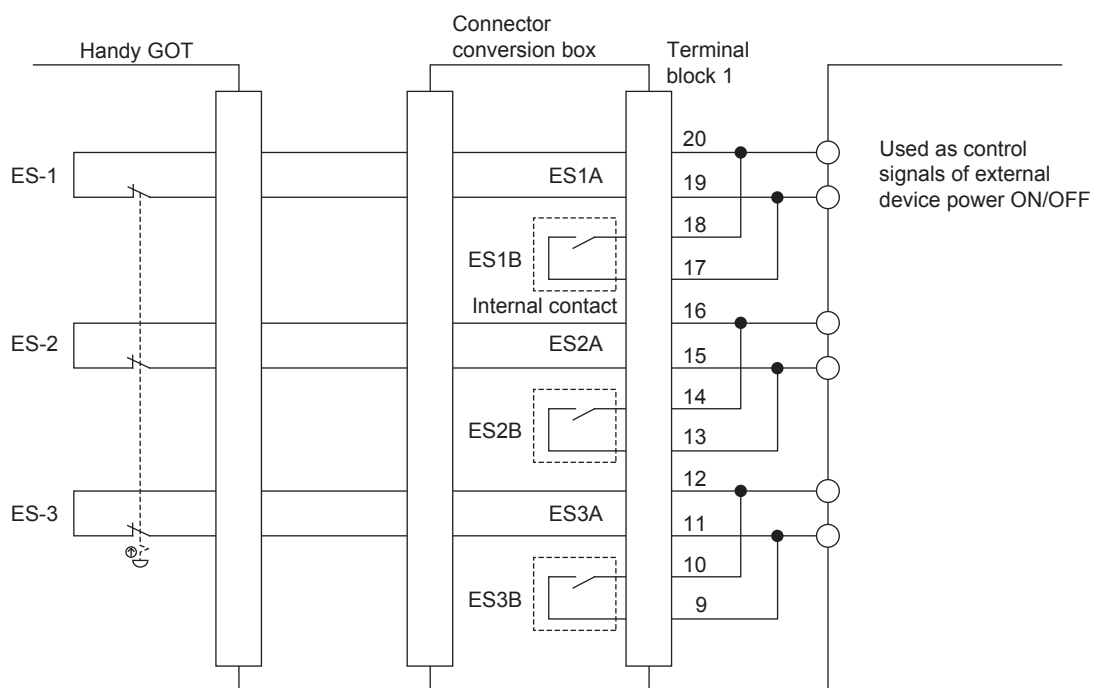 Connector
conversion box
Handy GOT
Terminal
block 1
20
ES-1
ES1A
19
Used as control
signals of external
device power ON/OFF
18
ES1B
17
Internal contact
16
ES-2
ES2A
15
14
ES2B
13
12
ES-3
ES3A
11
10
ES3B
9